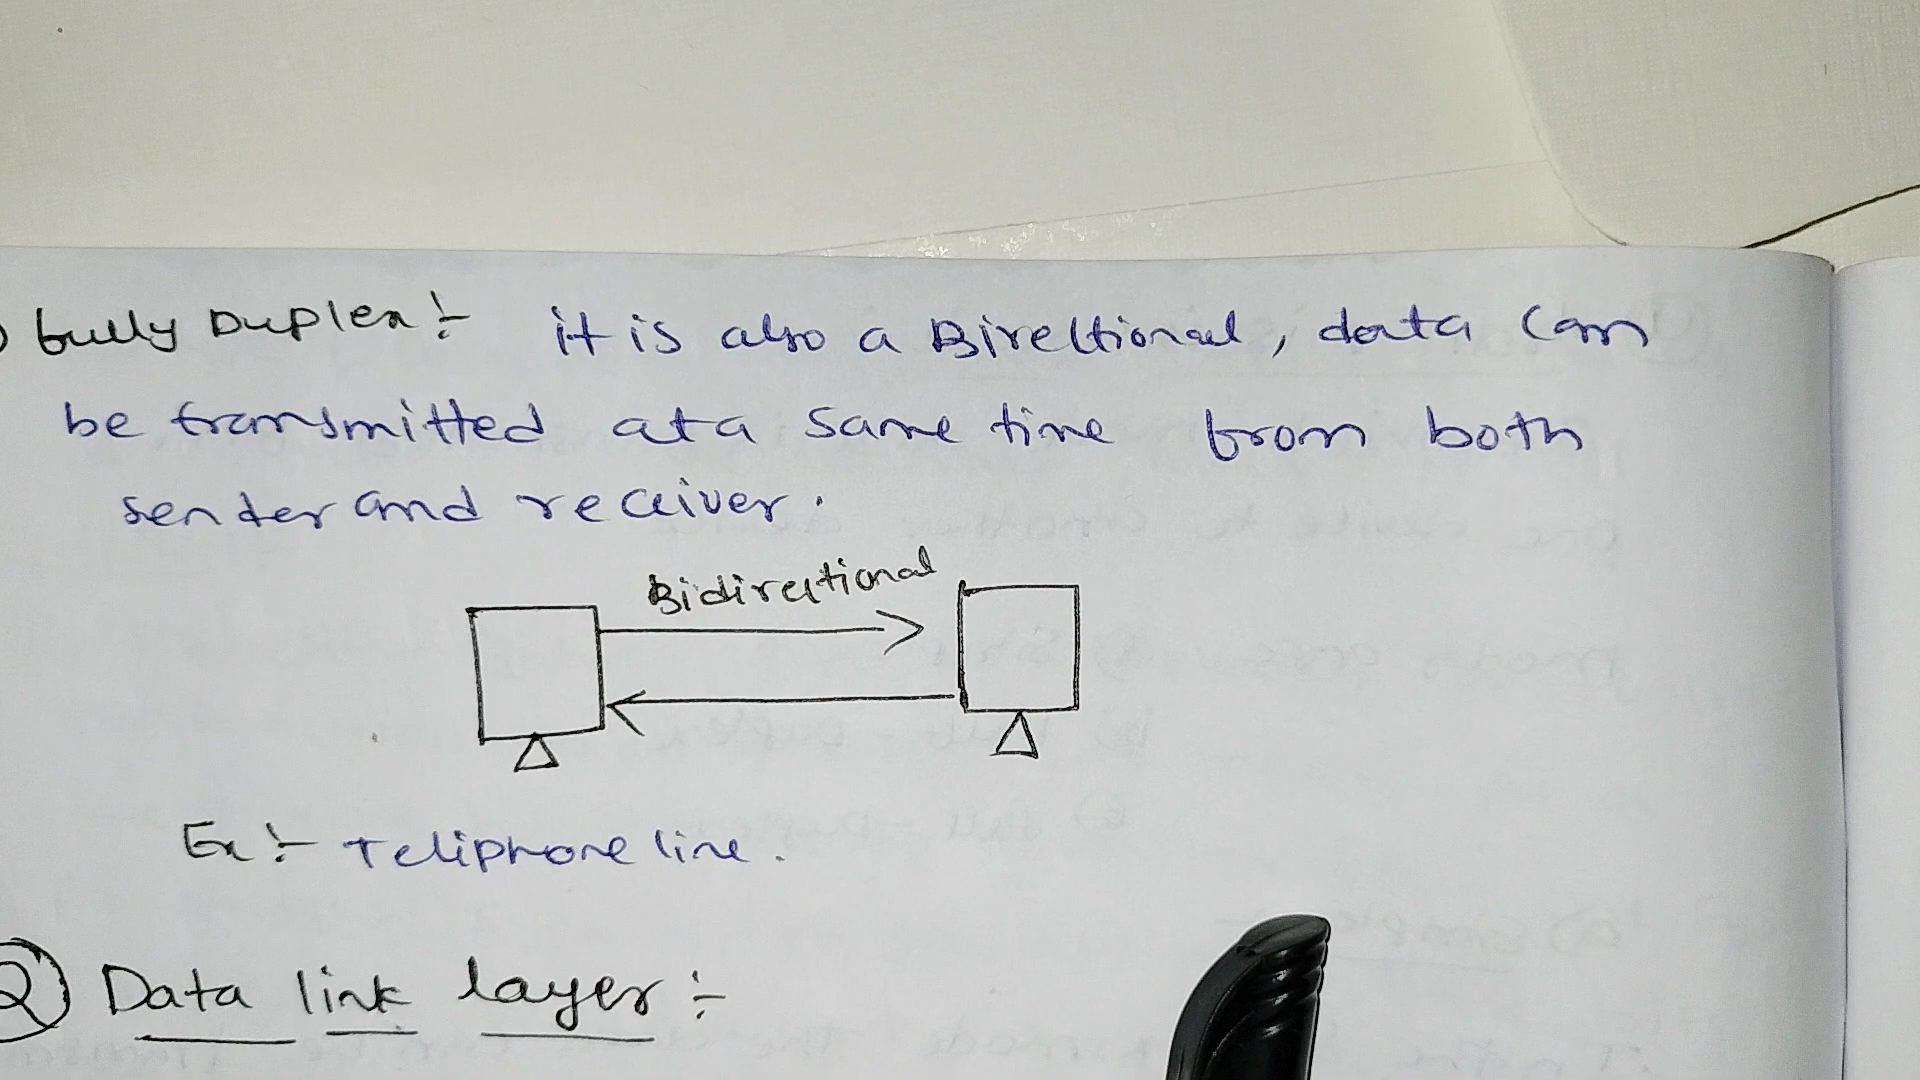 fully Duplex :- it is also a Birectional, data can
be transmitted at a same time from both
sender and receiver.
Bidirectional
Ex :- Teliphone line.
2 Data link layer :-